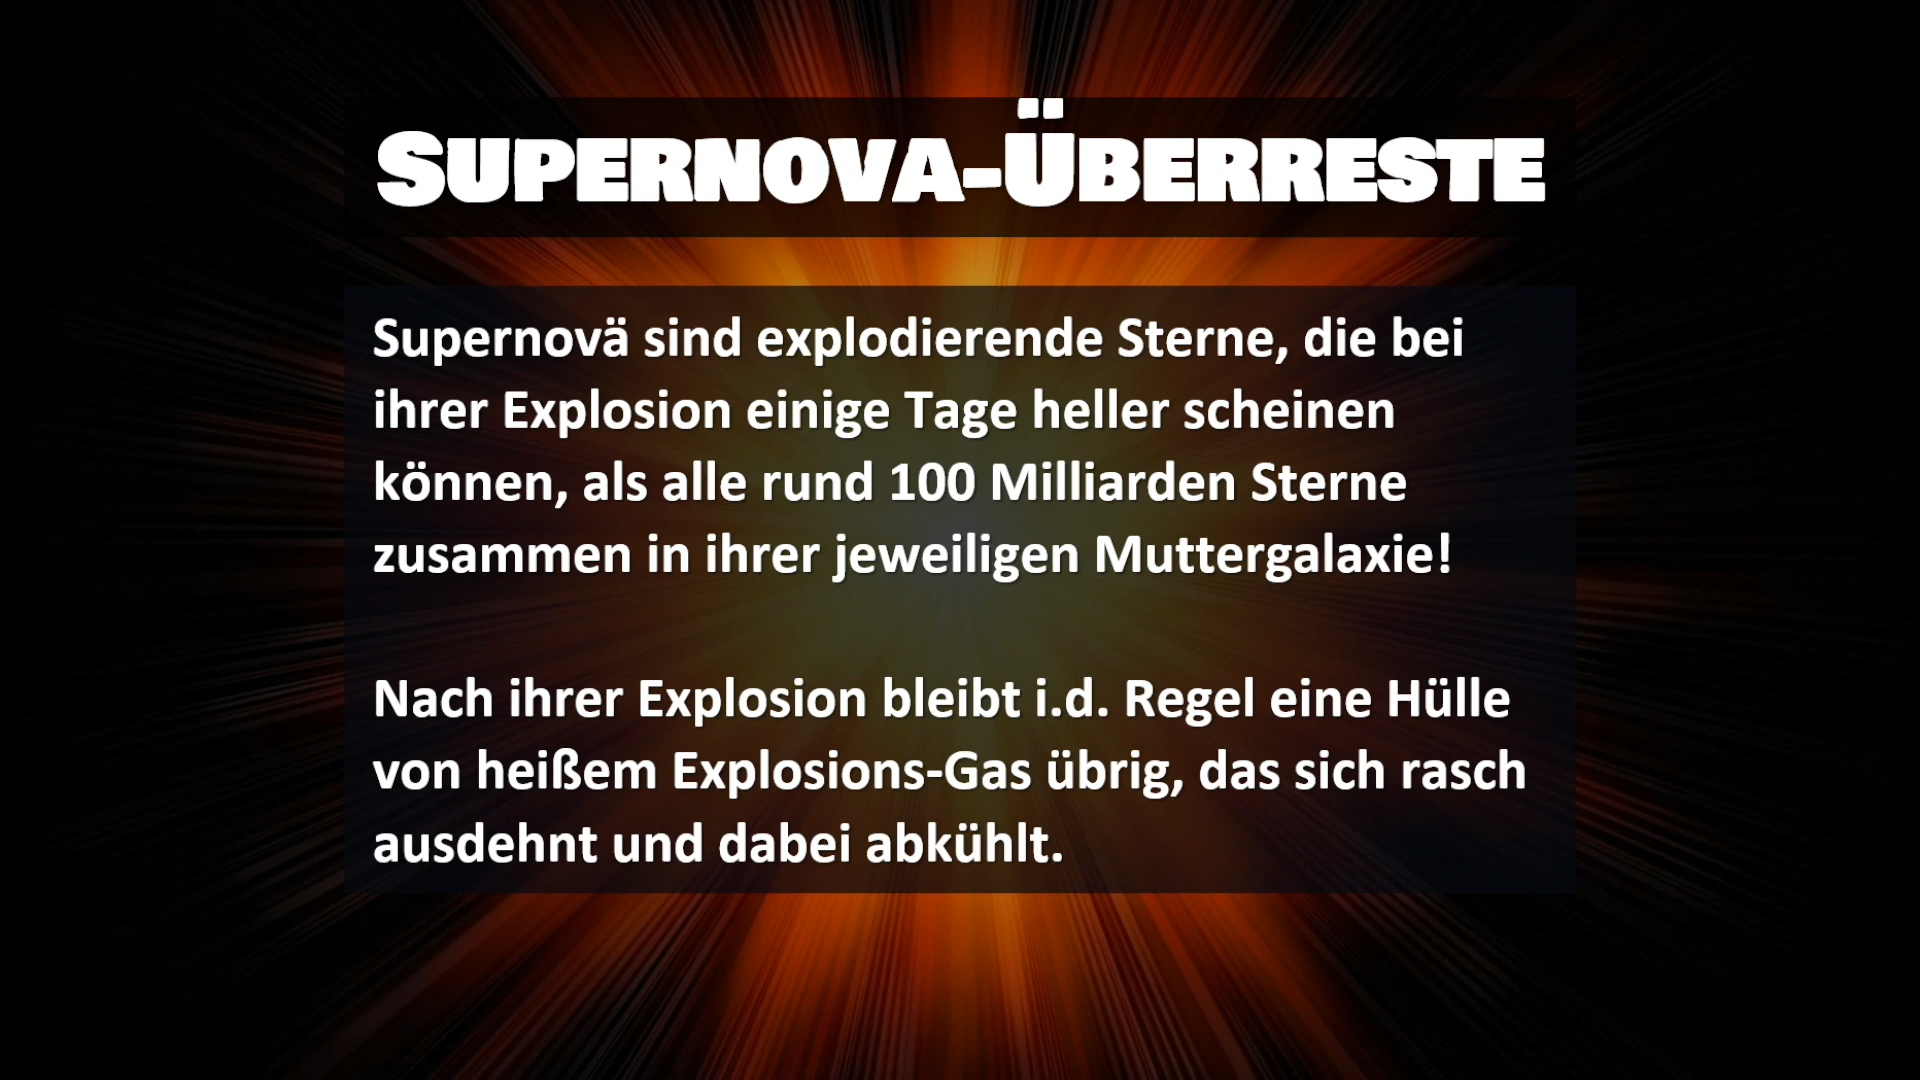 Supernova-Überreste
Supernovä sind explodierende Sterne, die bei
ihrer Explosion einige Tage heller scheinen
können, als alle rund 100 Milliarden Sterne
zusammen in ihrer jeweiligen Muttergalaxie!
Nach ihrer Explosion bleibt i.d. Regel eine Hülle
von heißem Explosions-Gas übrig, das sich rasch
ausdehnt und dabei abkühlt.